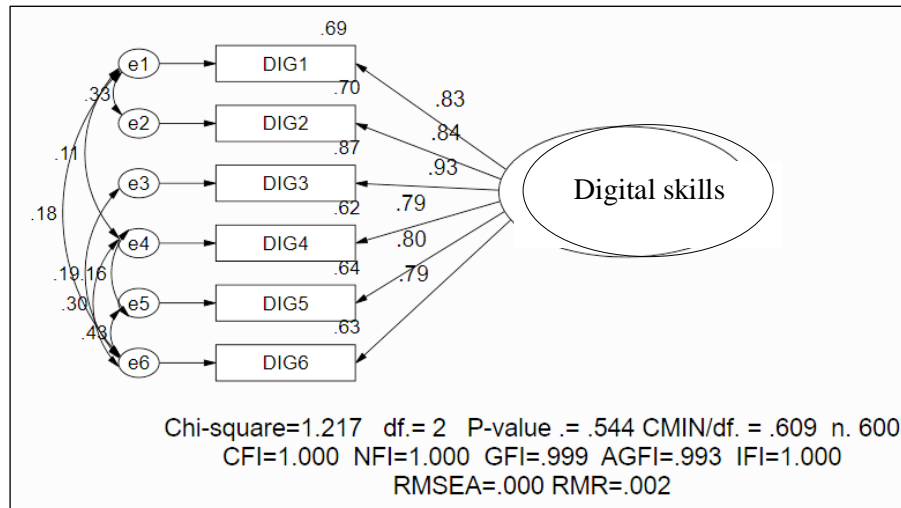 .69
e1 DIG1
.33 .70 .83
e2 DIG2 .84
.11 .87 .93
e3 DIG3 Digital skills
.18 .62 .79
e4 DIG4 .80
.19 .16 .64 .79
.30 e5 DIG5
.43 .63
e6 DIG6
Chi-square=1.217 df.= 2 P-value .= .544 CMIN/df. = .609 n. 600
CFI=1.000 NFI=1.000 GFI=.999 AGFI=.993 IFI=1.000
RMSEA=.000 RMR=.002